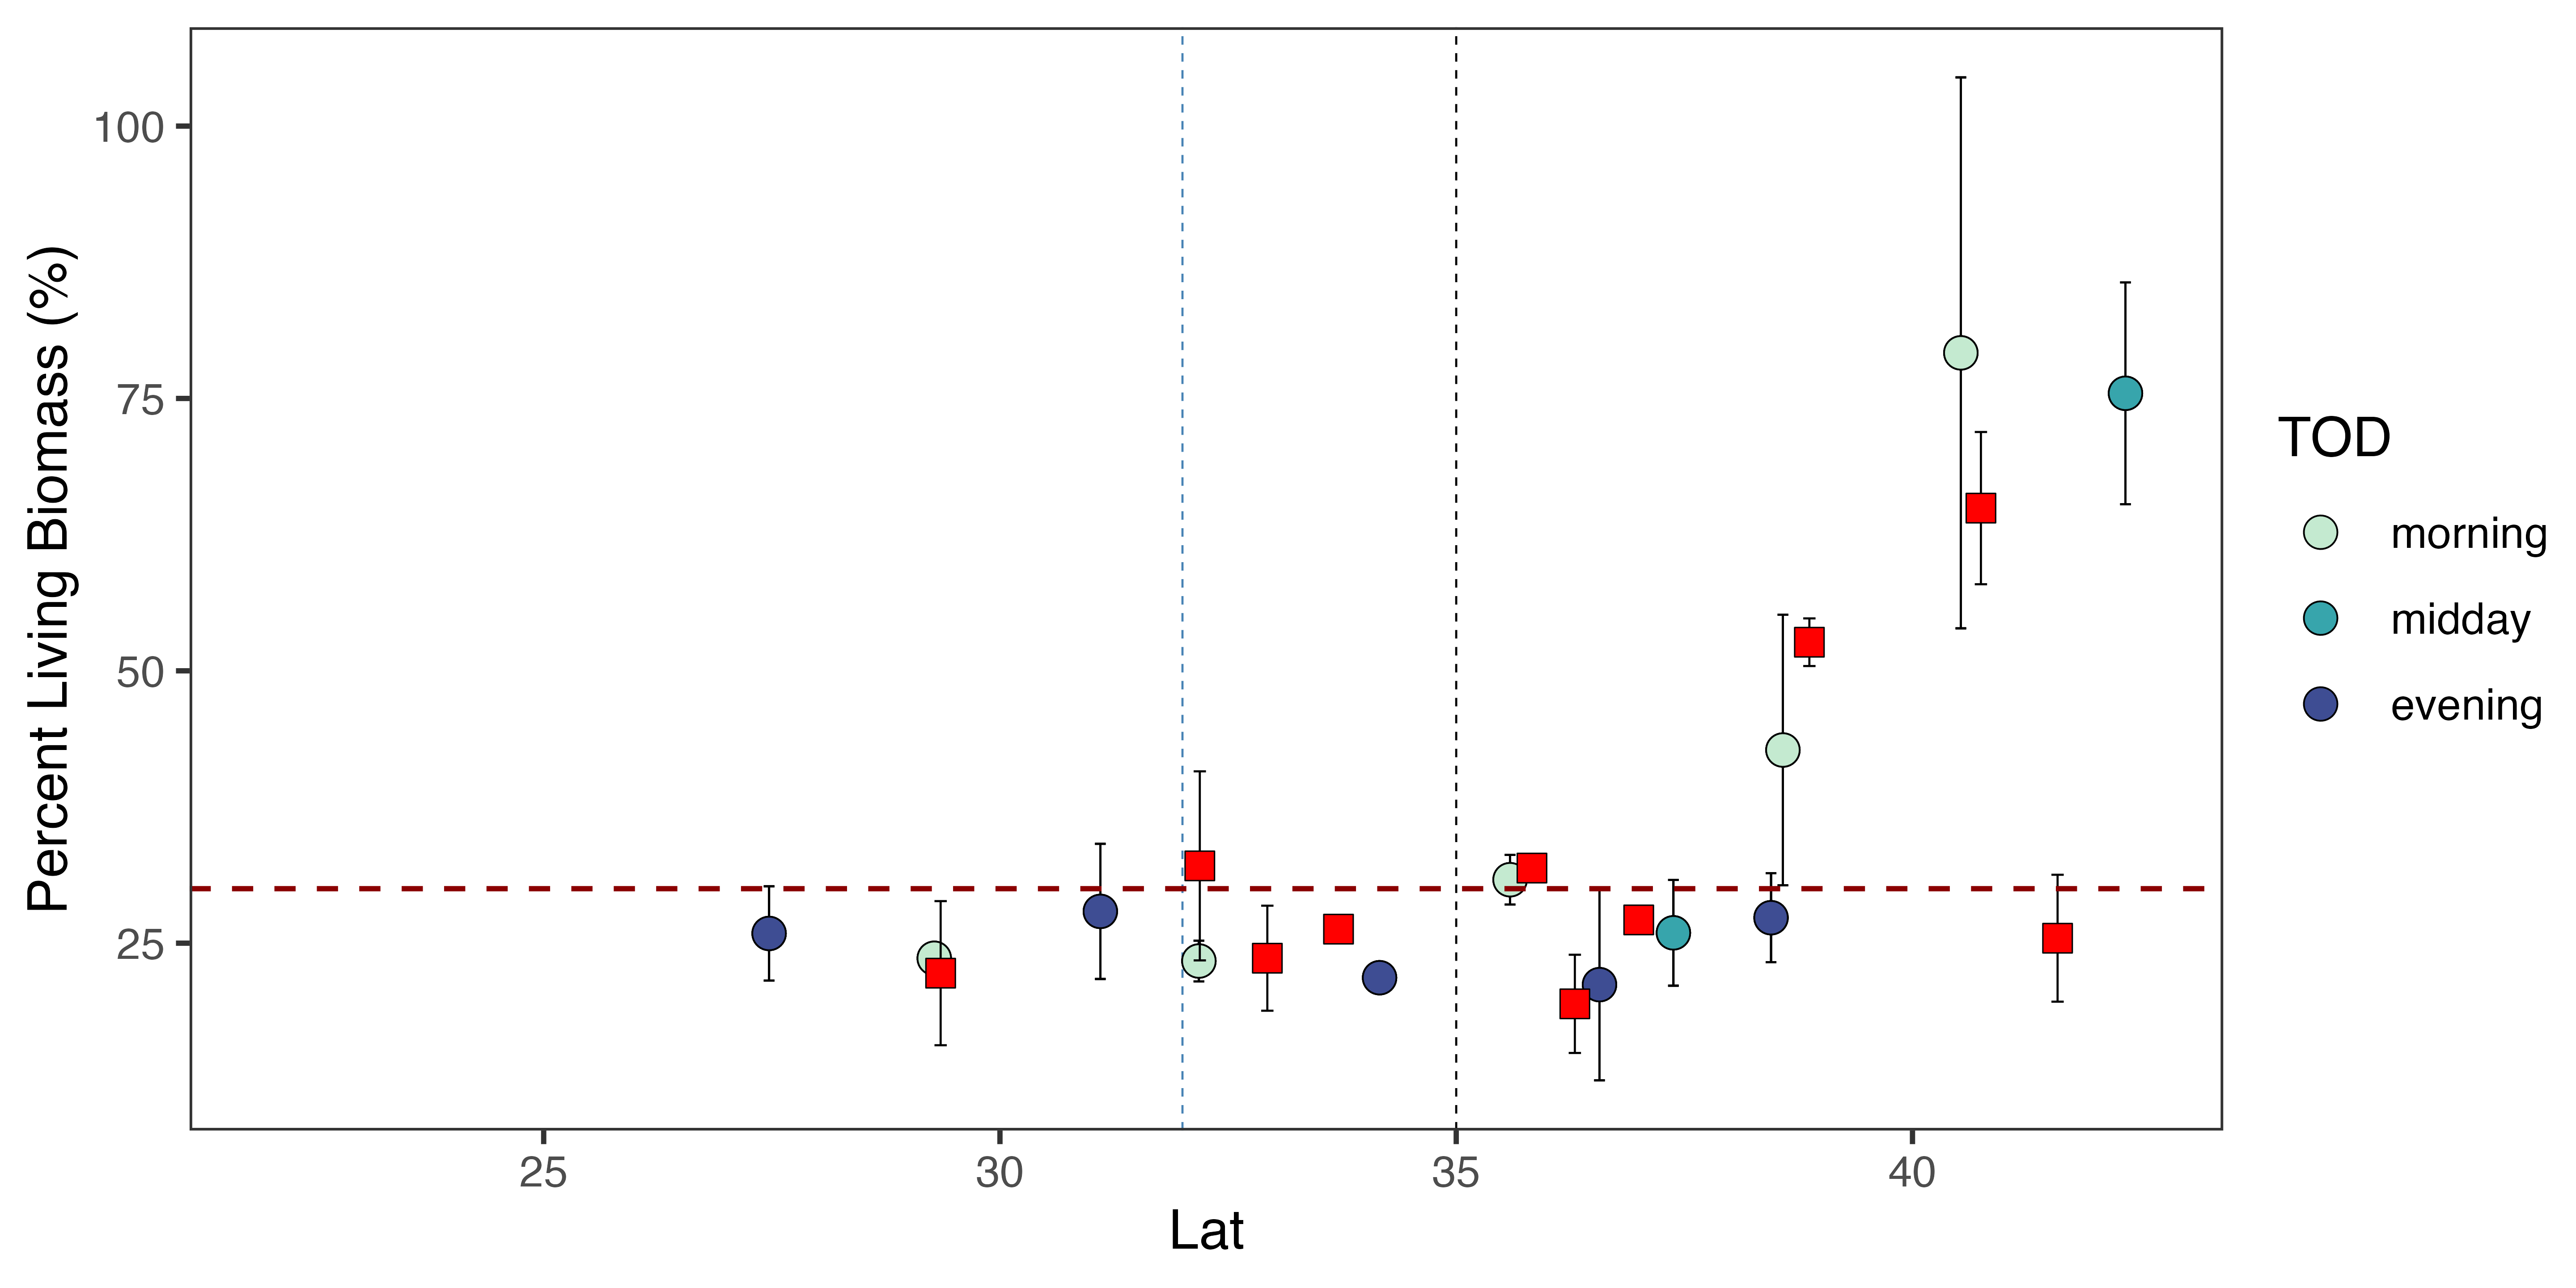 Percent Living Biomass (%)
100
75
50
25
25 30 35 40
Lat
TOD
morning
midday
evening